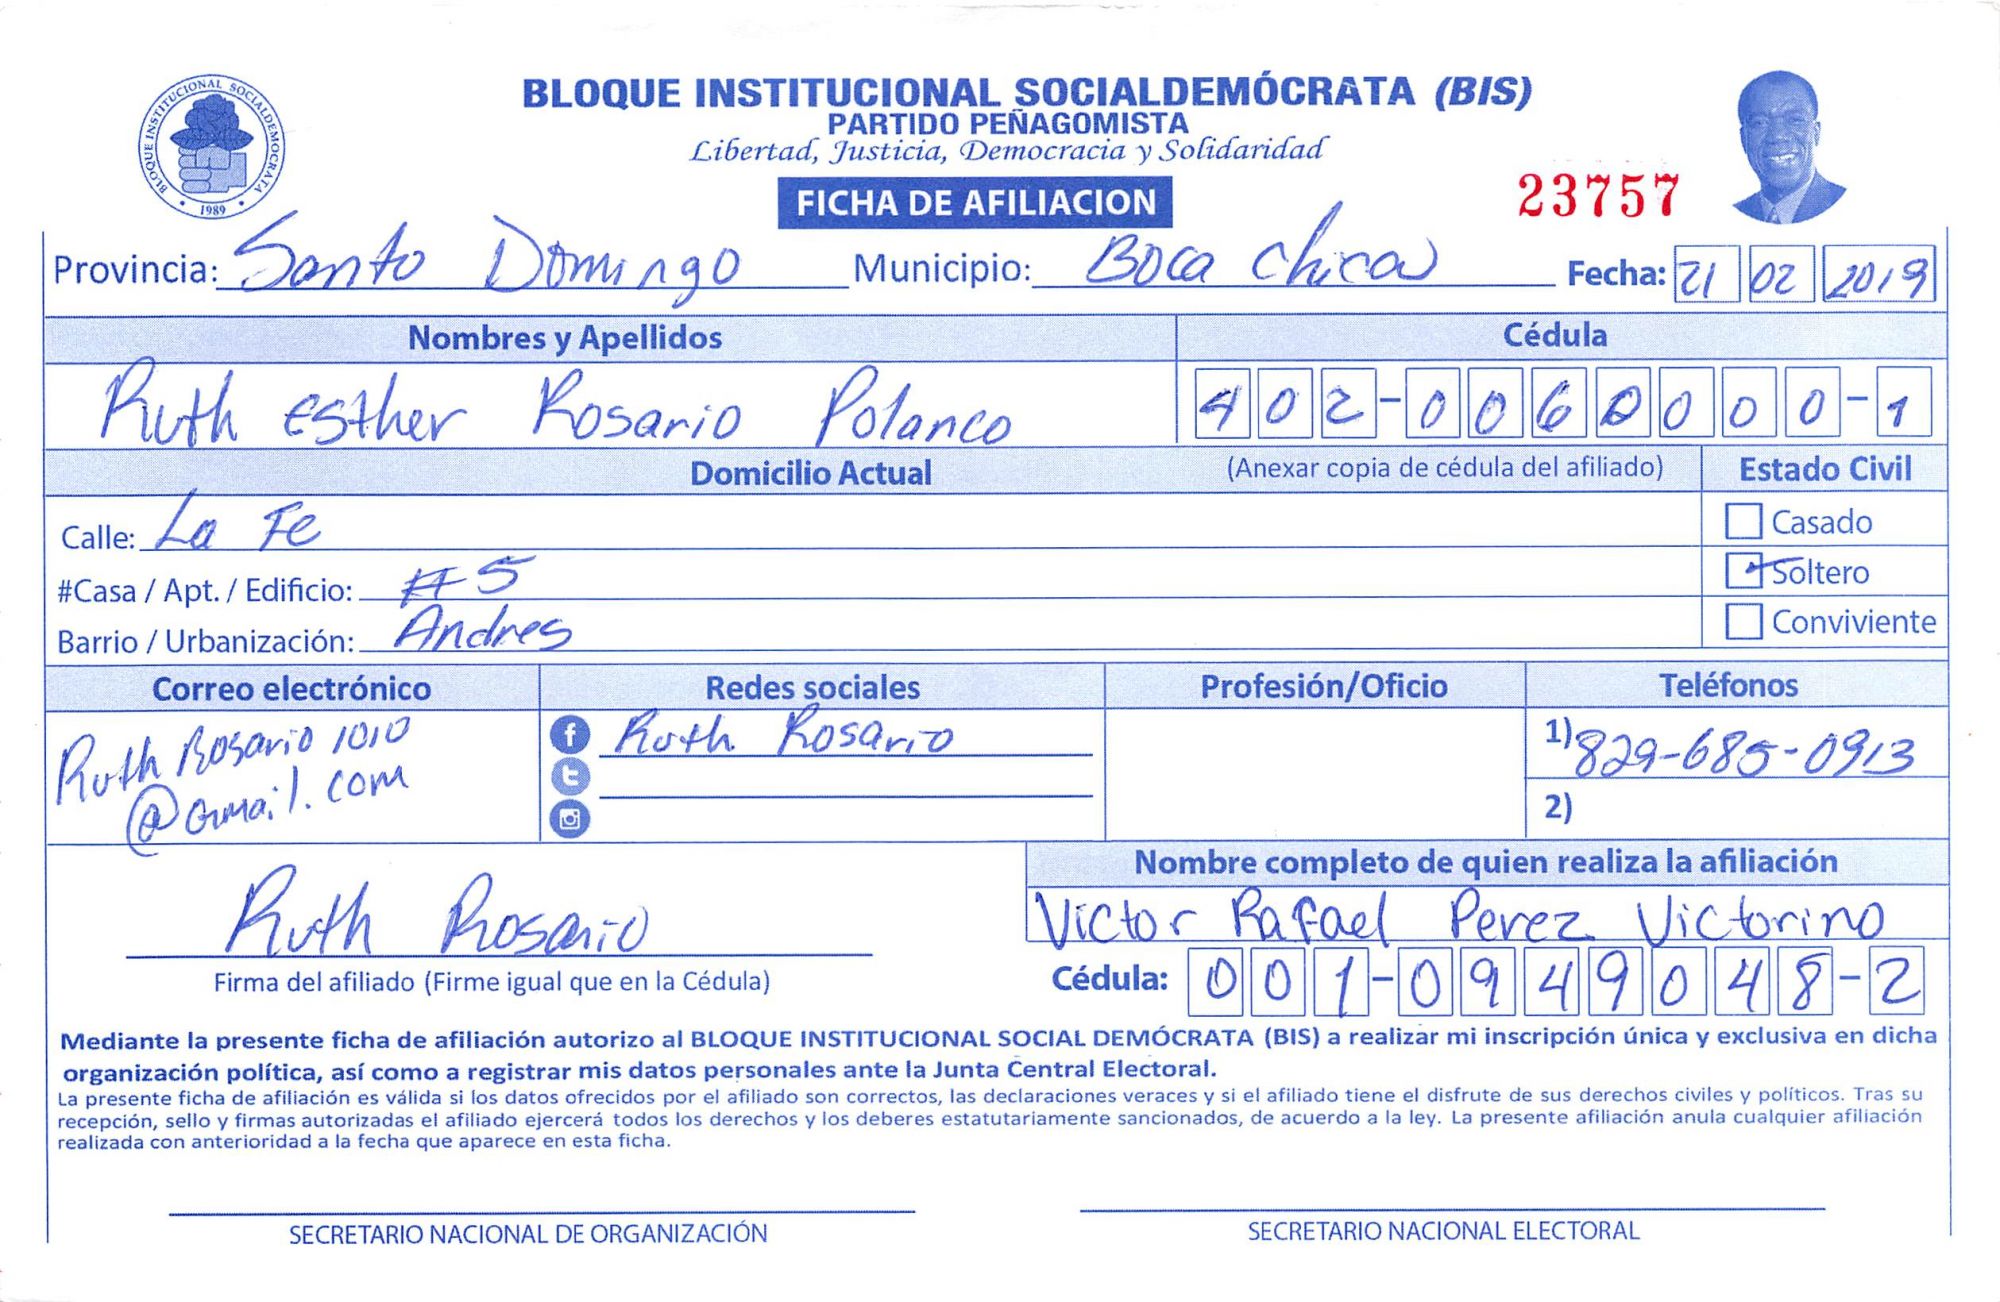 BLOQUE INSTITUCIONAL SOCIALDEMOCRATA
1989
BLOQUE INSTITUCIONAL SOCIALDEMÓCRATA (BIS)
PARTIDO PEÑAGOMISTA
Libertad, Justicia, Democracia y Solidaridad
FICHA DE AFILIACION
23757
Provincia: Santo Domingo Municipio: Boca chica Fecha: 21 02 2019
Nombres y Apellidos Cédula
Ruth Esther Rosario Polanco 402-0060000-1
Domicilio Actual (Anexar copia de cédula del afiliado) Estado Civil
Calle: La Fe Casado
#Casa / Apt. / Edificio: #5 Soltero
Barrio / Urbanización: Andres Conviviente
Correo electrónico Redes sociales Profesión/Oficio Teléfonos
Ruth Rosario 1010 Ruth Rosario 1) 829-685-0913
@Gmail.com 2)
Nombre completo de quien realiza la afiliación
Ruth Rosario Victor Rafael Perez Victorino
Firma del afiliado (Firme igual que en la Cédula) Cédula: 001-0949048-2
Mediante la presente ficha de afiliación autorizo al BLOQUE INSTITUCIONAL SOCIAL DEMÓCRATA (BIS) a realizar mi inscripción única y exclusiva en dicha
organización política, así como a registrar mis datos personales ante la Junta Central Electoral.
La presente ficha de afiliación es válida si los datos ofrecidos por el afiliado son correctos, las declaraciones veraces y si el afiliado tiene el disfrute de sus derechos civiles y políticos. Tras su
recepción, sello y firmas autorizadas el afiliado ejercerá todos los derechos y los deberes estatutariamente sancionados, de acuerdo a la ley. La presente afiliación anula cualquier afiliación
realizada con anterioridad a la fecha que aparece en esta ficha.
SECRETARIO NACIONAL DE ORGANIZACIÓN SECRETARIO NACIONAL ELECTORAL